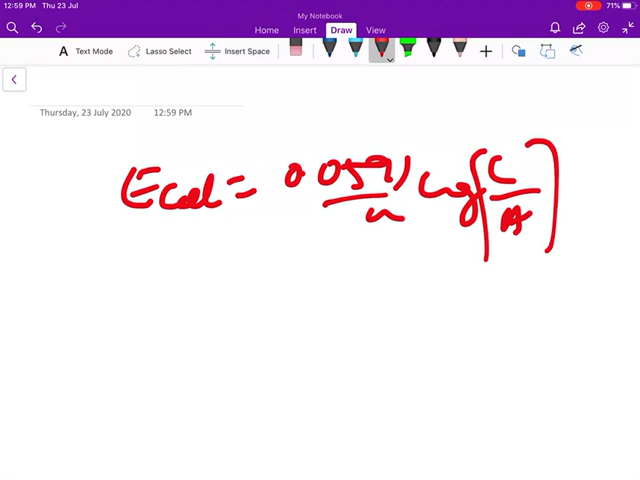 12:59 PM Thu 23 Jul 71%
My Notebook
Home Insert Draw View
A Text Mode Lasso Select Insert Space
Thursday, 23 July 2020 12:59 PM
Ecell = 0.0591/n log(C/A)